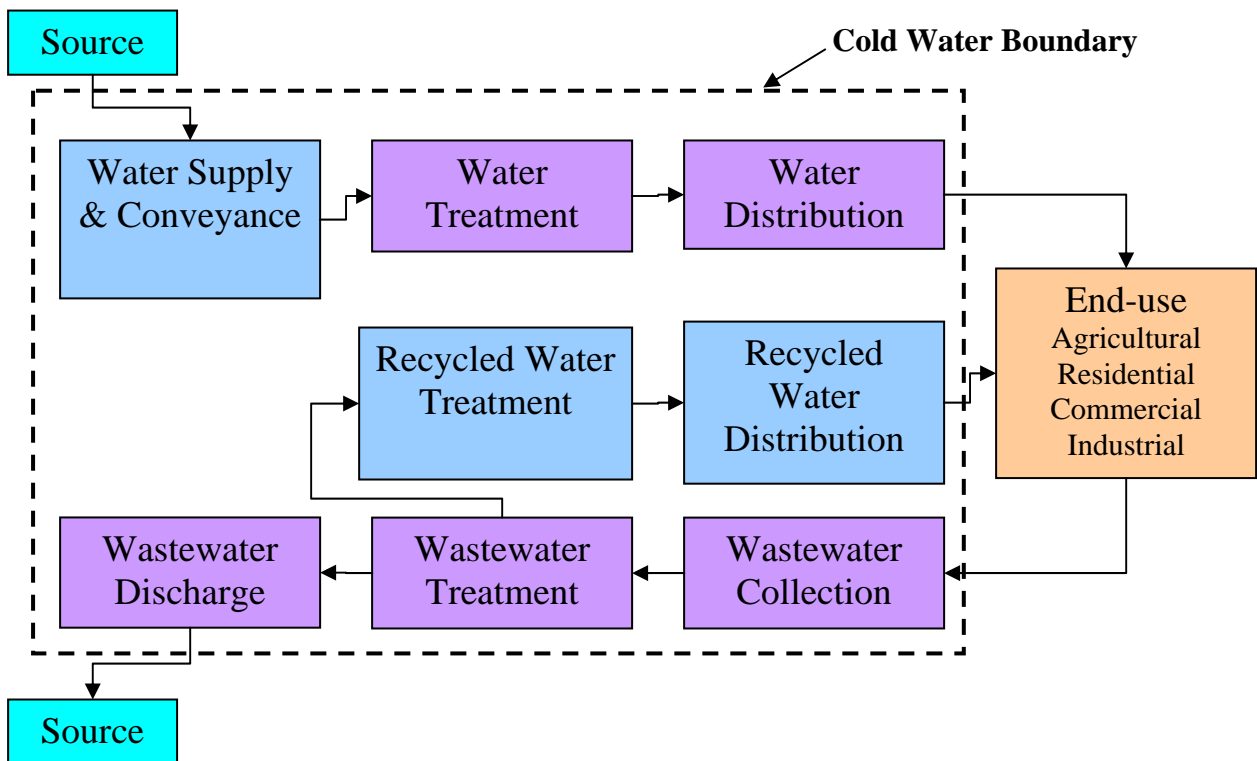 Source
Cold Water Boundary
Water Supply
& Conveyance
Water
Treatment
Water
Distribution
End-use
Agricultural
Residential
Commercial
Industrial
Recycled Water
Treatment
Recycled
Water
Distribution
Wastewater
Discharge
Wastewater
Treatment
Wastewater
Collection
Source